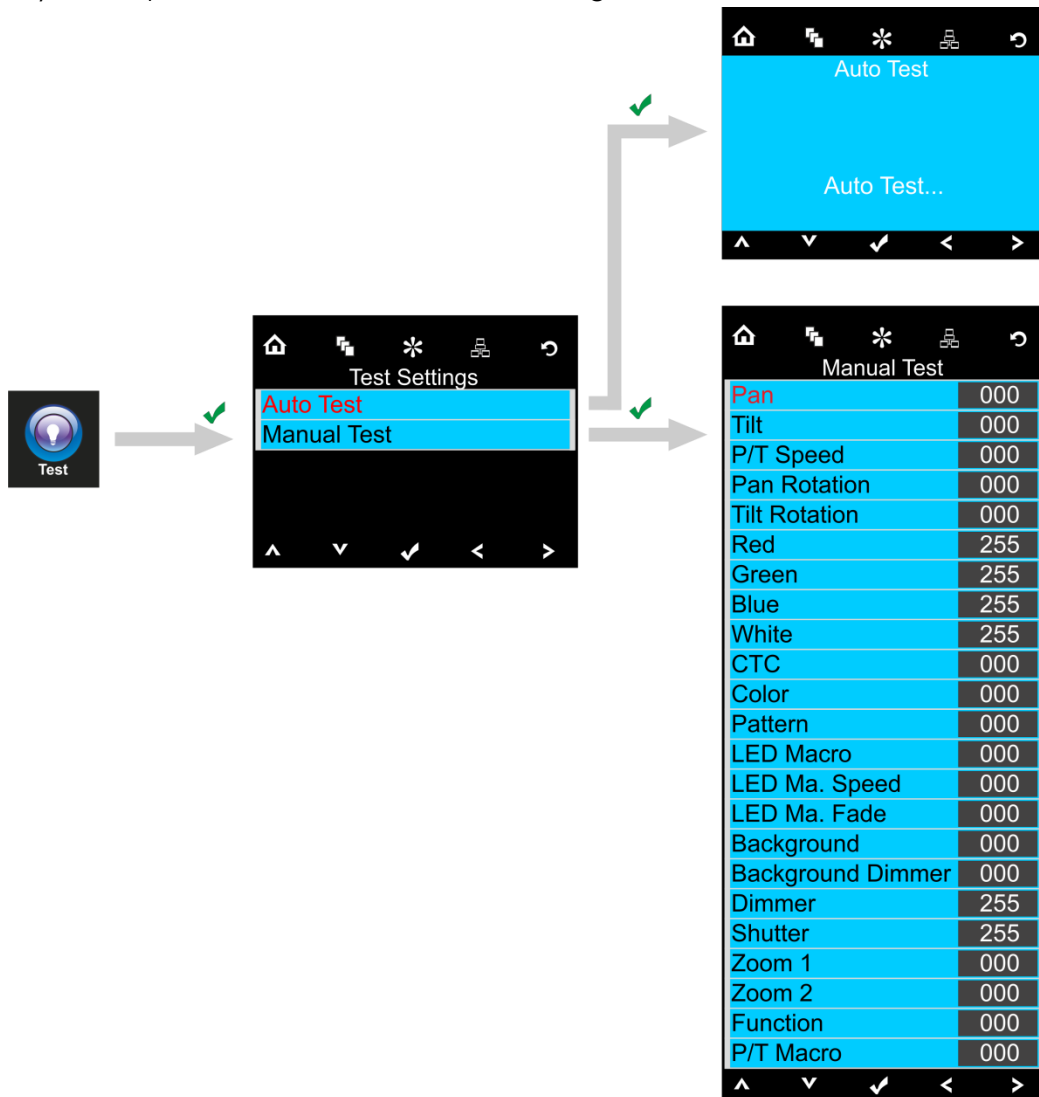 Auto Test
Auto Test...
Test
Test Settings
Auto Test
Manual Test
Manual Test
Pan 000
Tilt 000
P/T Speed 000
Pan Rotation 000
Tilt Rotation 000
Red 255
Green 255
Blue 255
White 255
CTC 000
Color 000
Pattern 000
LED Macro 000
LED Ma. Speed 000
LED Ma. Fade 000
Background 000
Background Dimmer 000
Dimmer 255
Shutter 255
Zoom 1 000
Zoom 2 000
Function 000
P/T Macro 000